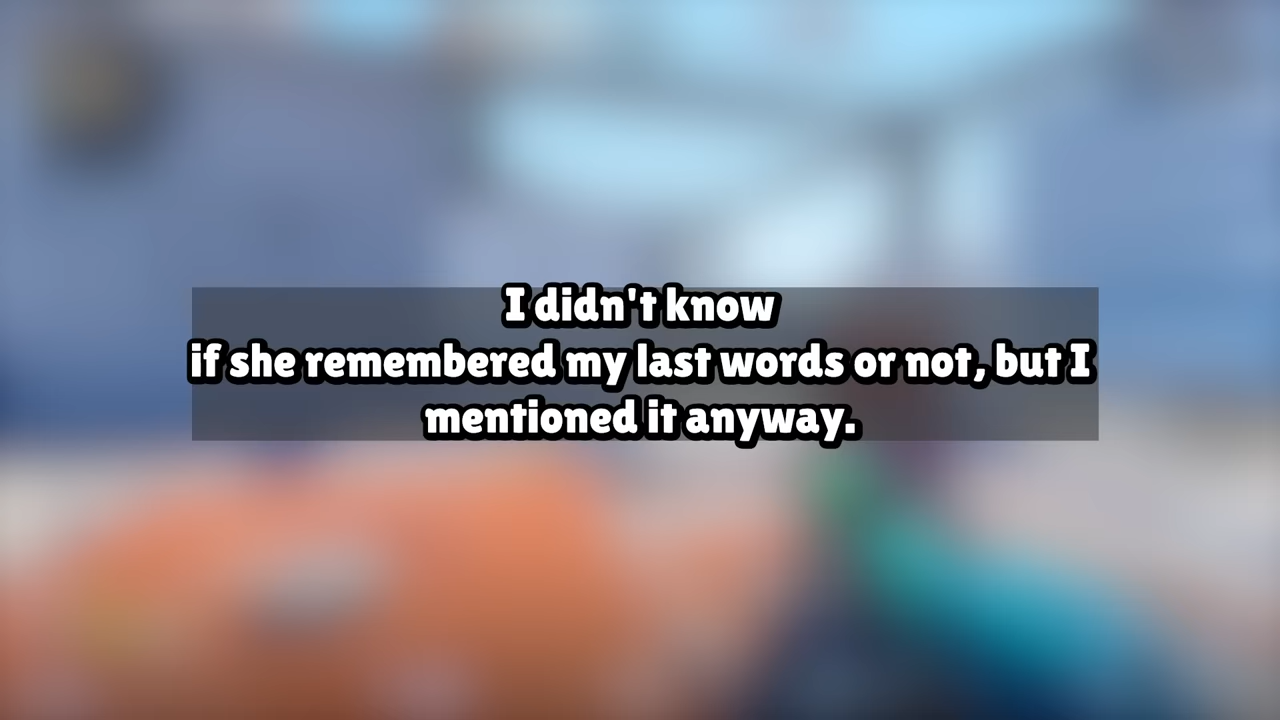 I didn't know
if she remembered my last words or not, but I
mentioned it anyway.